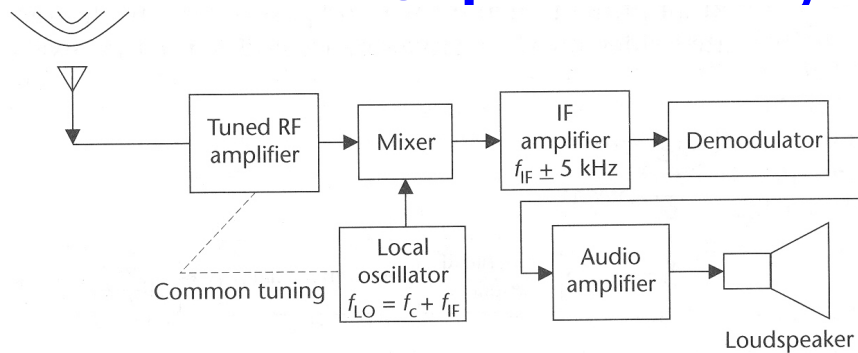 Tuned RF
amplifier
Mixer
IF
amplifier
f_IF ± 5 kHz
Demodulator
Local
oscillator
f_LO = f_c + f_IF
Common tuning
Audio
amplifier
Loudspeaker